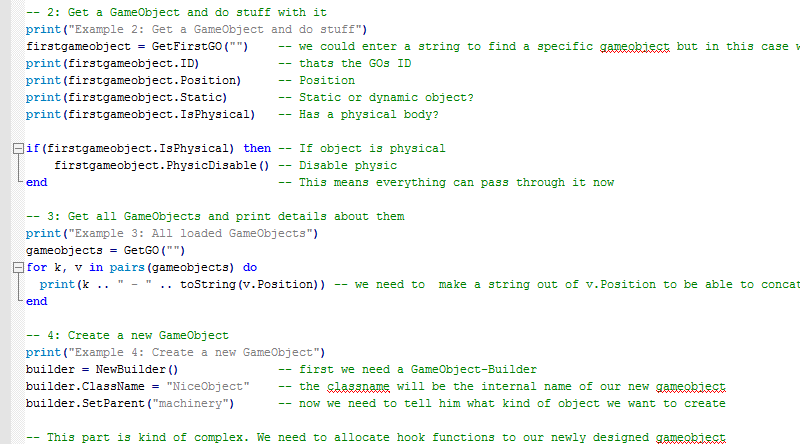 -- 2: Get a GameObject and do stuff with it
print("Example 2: Get a GameObject and do stuff")
firstgameobject = GetFirstGO("") -- we could enter a string to find a specific gameobject but in this case
print(firstgameobject.ID) -- thats the GOs ID
print(firstgameobject.Position) -- Position
print(firstgameobject.Static) -- Static or dynamic object?
print(firstgameobject.IsPhysical) -- Has a physical body?
if(firstgameobject.IsPhysical) then -- If object is physical
firstgameobject.PhysicDisable() -- Disable physic
end -- This means everything can pass through it now
-- 3: Get all GameObjects and print details about them
print("Example 3: All loaded GameObjects")
gameobjects = GetGO("")
for k, v in pairs(gameobjects) do
print(k .. " - " .. toString(v.Position)) -- we need to  make a string out of v.Position to be able to concat
end
-- 4: Create a new GameObject
print("Example 4: Create a new GameObject")
builder = NewBuilder() -- first we need a GameObject-Builder
builder.ClassName = "NiceObject" -- the classname will be the internal name of our new gameobject
builder.SetParent("machinery") -- now we need to tell him what kind of object we want to create
-- This part is kind of complex. We need to allocate hook functions to our newly designed gameobject